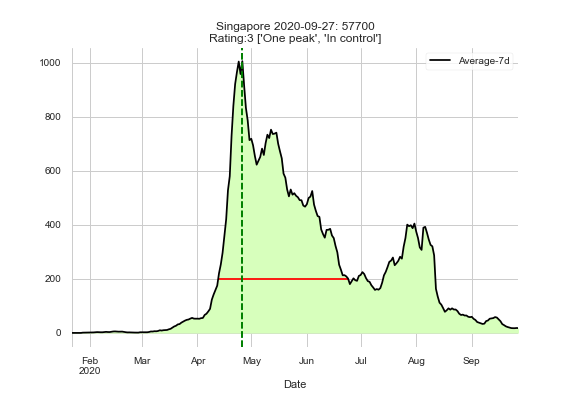 Singapore 2020-09-27: 57700
Rating:3 ['One peak', 'In control']
Average-7d
1000
800
600
400
200
0
Feb
2020
Mar
Apr
May
Jun
Jul
Aug
Sep
Date